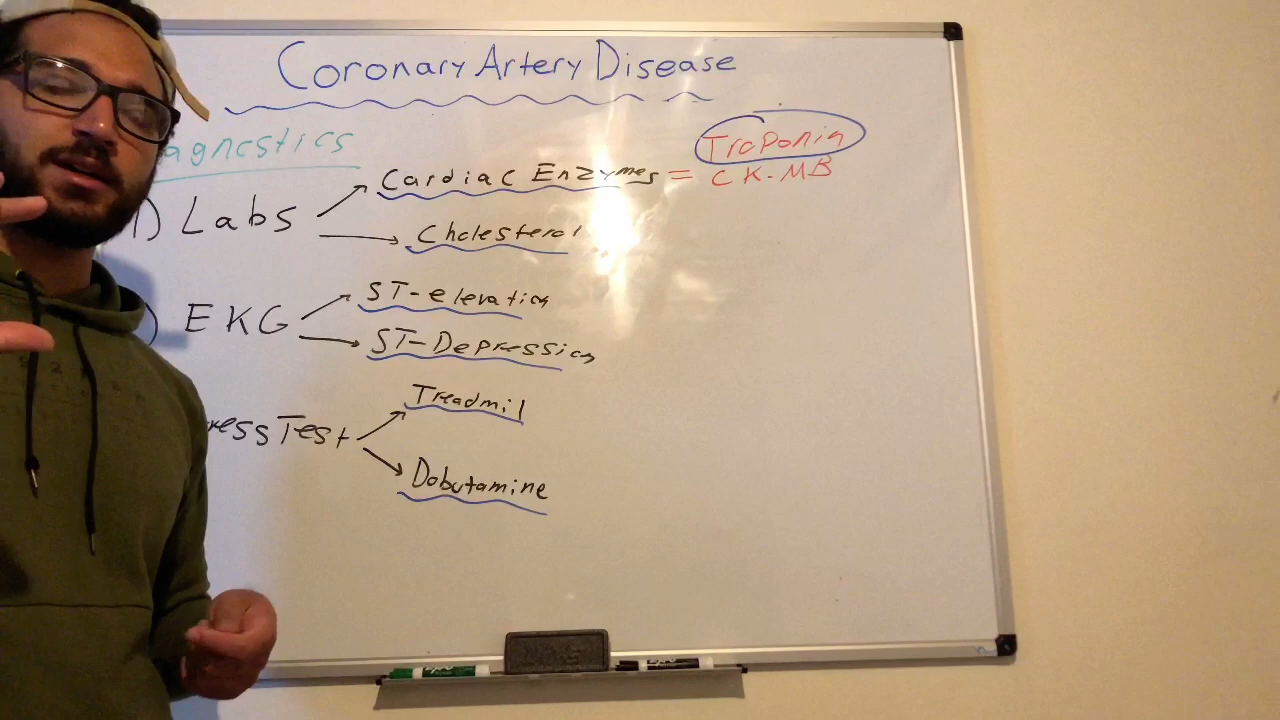 Coronary Artery Disease
agnostics
Troponin
1) Labs
Cardiac Enzymes = CK-MB
Cholesterol
) EKG
ST-elevation
ST-Depression
ress Test
Treadmil
Dobutamine
EXPO